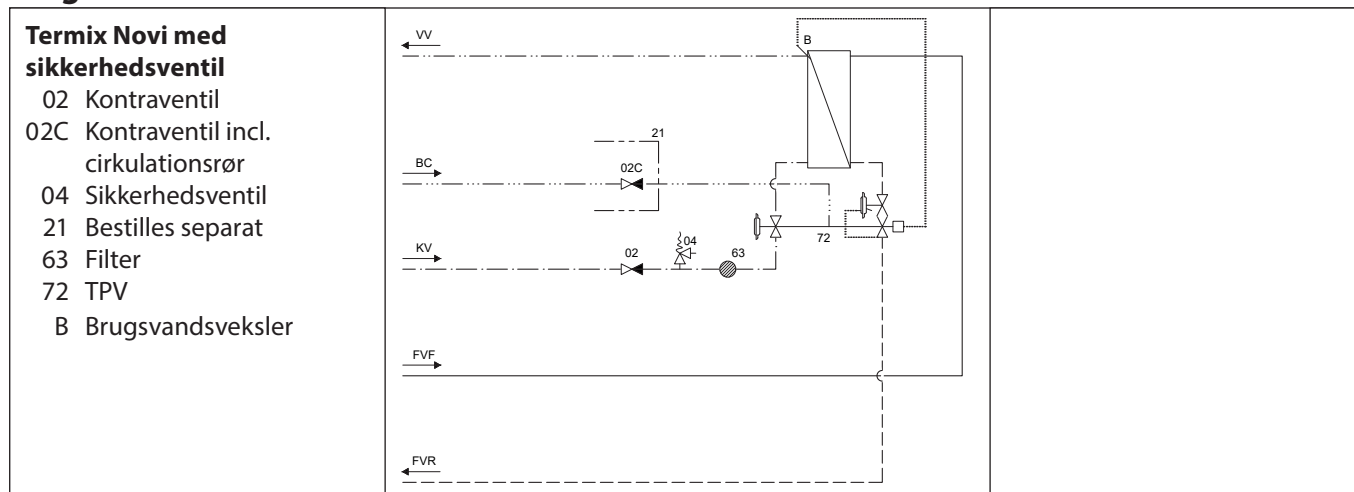 Termix Novi med
sikkerhedsventil
02 Kontraventil
02C Kontraventil incl.
cirkulationsrør
04 Sikkerhedsventil
21 Bestilles separat
63 Filter
72 TPV
B Brugsvandsveksler
VV
B
21
BC
02C
72
KV
02
04
63
FVF
FVR